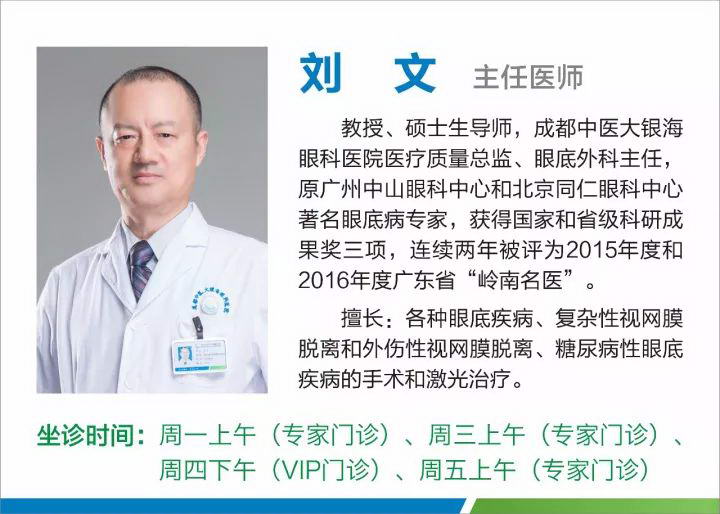 刘 文 主任医师
教授、硕士生导师，成都中医大银海
眼科医院医疗质量总监、眼底外科主任，
原广州中山眼科中心和北京同仁眼科中心
著名眼底病专家，获得国家和省级科研成
果奖三项，连续两年被评为2015年度和
2016年度广东省“岭南名医”。
擅长：各种眼底疾病、复杂性视网膜
脱离和外伤性视网膜脱离、糖尿病性眼底
疾病的手术和激光治疗。
坐诊时间：周一上午（专家门诊）、周三上午（专家门诊）、
周四下午（VIP门诊）、周五上午（专家门诊）